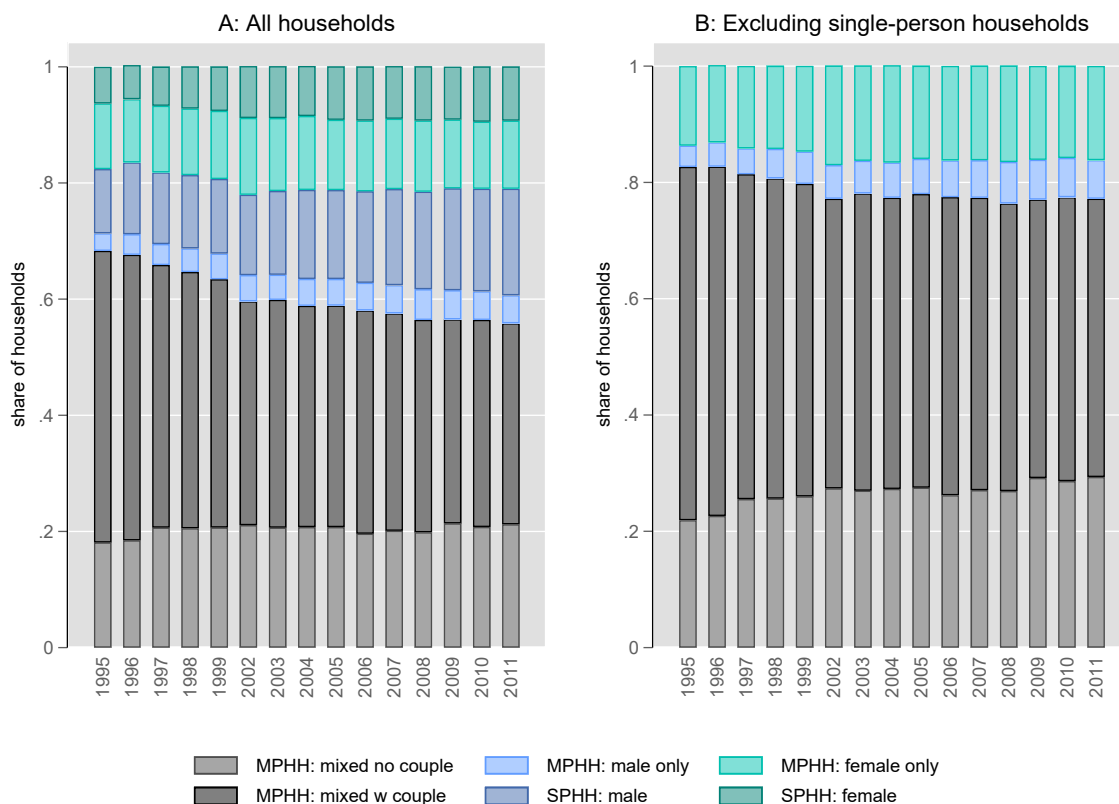 A: All households
share of households
1
.8
.6
.4
.2
0
1995 1996 1997 1998 1999 2002 2003 2004 2005 2006 2007 2008 2009 2010 2011
B: Excluding single-person households
share of households
1
.8
.6
.4
.2
0
1995 1996 1997 1998 1999 2002 2003 2004 2005 2006 2007 2008 2009 2010 2011
MPHH: mixed no couple MPHH: male only MPHH: female only
MPHH: mixed w couple SPHH: male SPHH: female